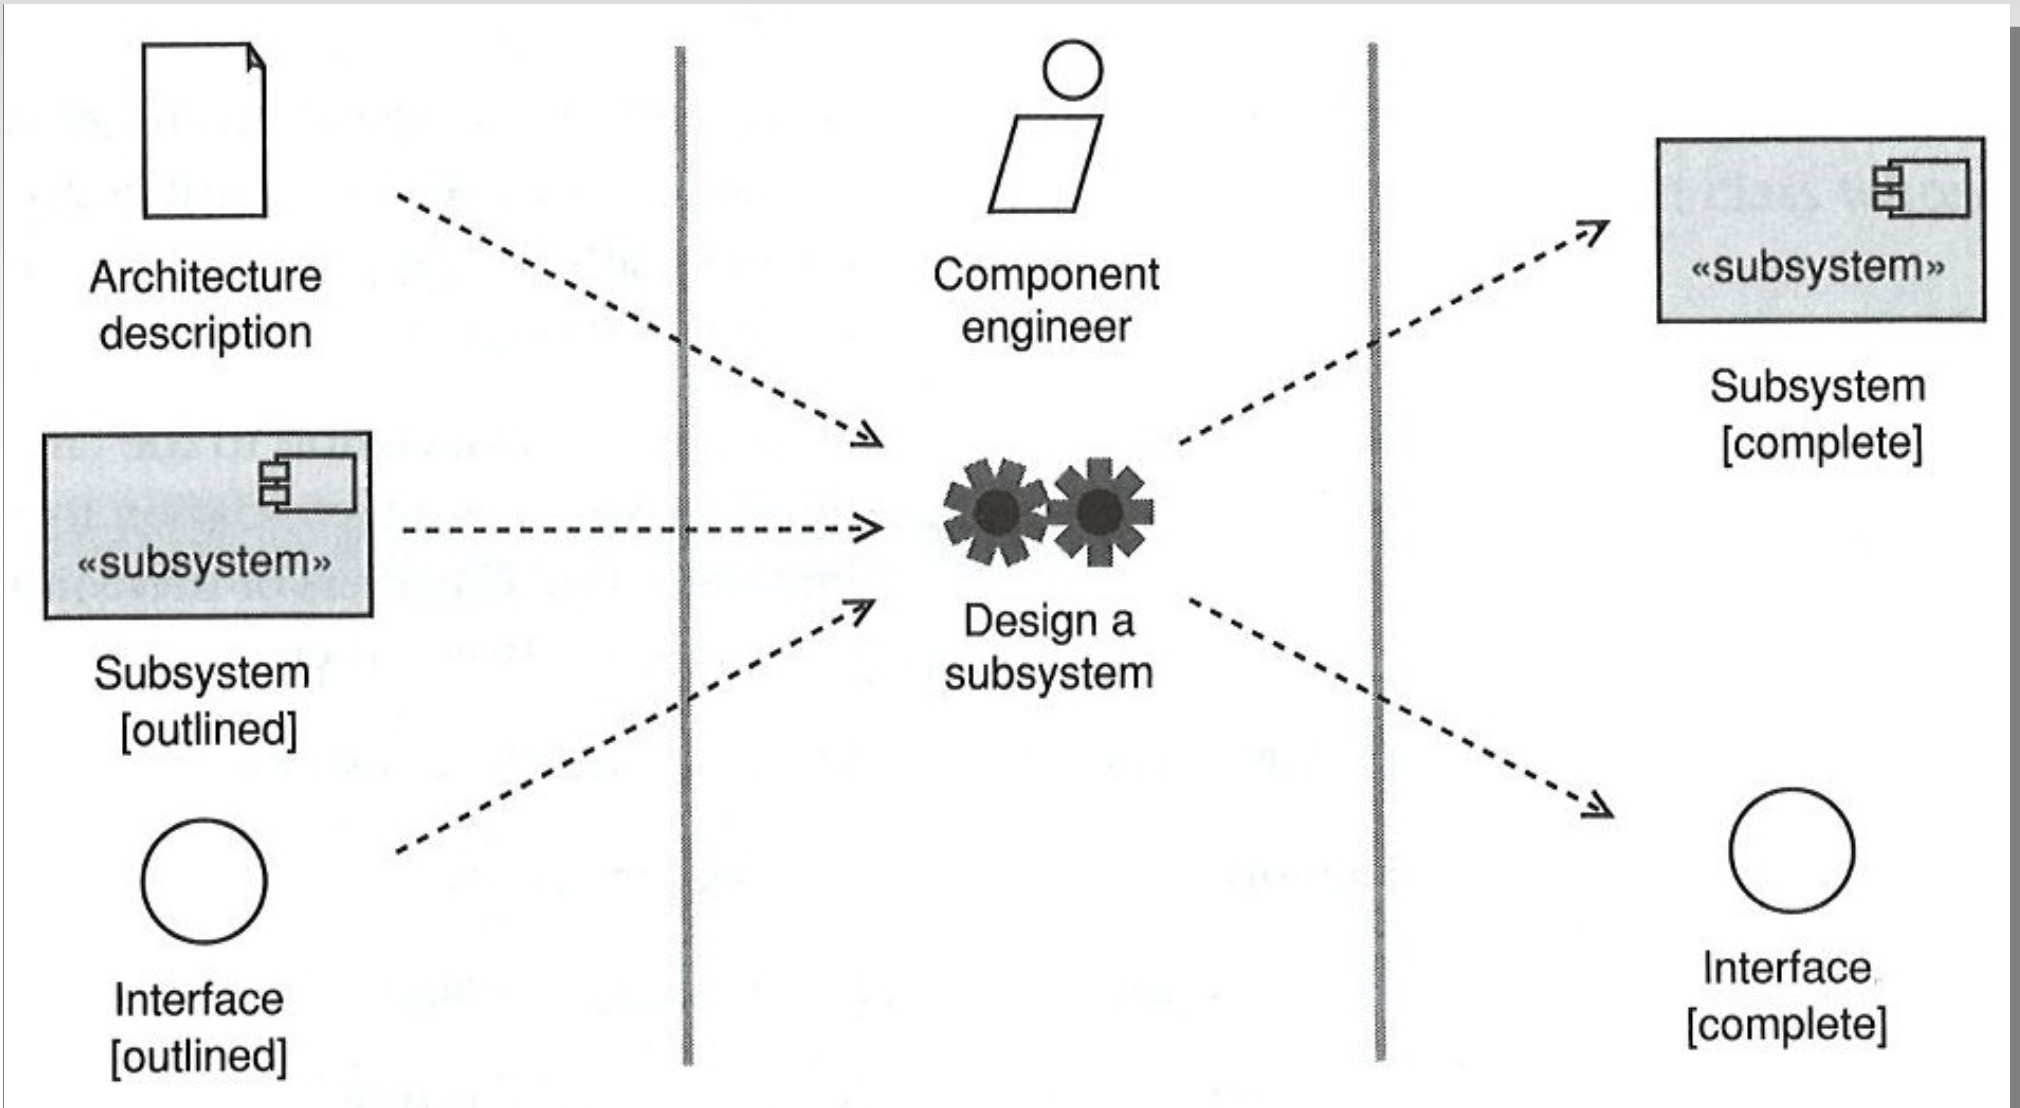 Architecture
description
«subsystem»
Subsystem
[outlined]
Interface
[outlined]
Component
engineer
Design a
subsystem
«subsystem»
Subsystem
[complete]
Interface
[complete]